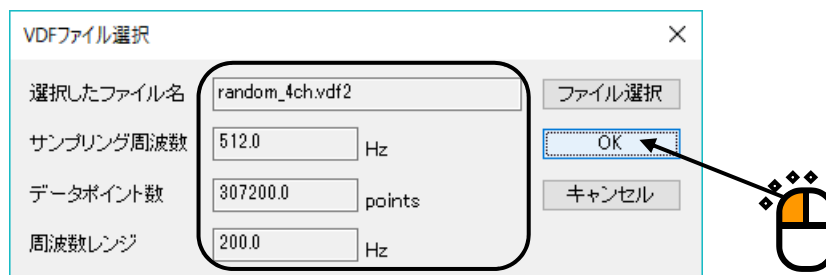 VDFファイル選択
選択したファイル名 random_4ch.vdf2 ファイル選択
サンプリング周波数 512.0 Hz OK
データポイント数 307200.0 points キャンセル
周波数レンジ 200.0 Hz